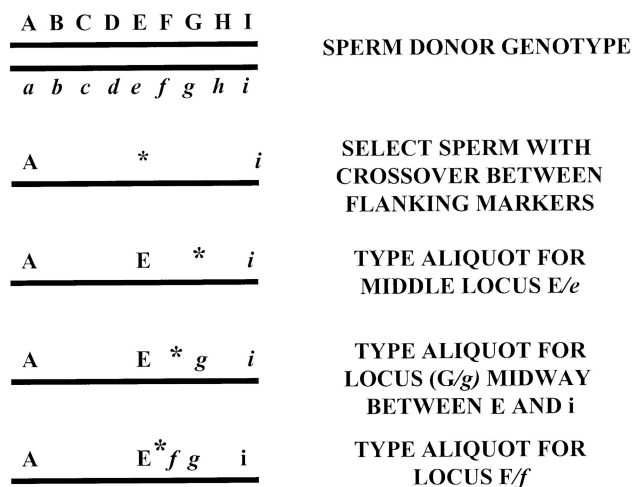 A B C D E F G H I
SPERM DONOR GENOTYPE
a b c d e f g h i
A * i
SELECT SPERM WITH
CROSSOVER BETWEEN
FLANKING MARKERS
A E * i
TYPE ALIQUOT FOR
MIDDLE LOCUS E/e
A E * g i
TYPE ALIQUOT FOR
LOCUS (G/g) MIDWAY
BETWEEN E AND i
A E * f g i
TYPE ALIQUOT FOR
LOCUS F/f